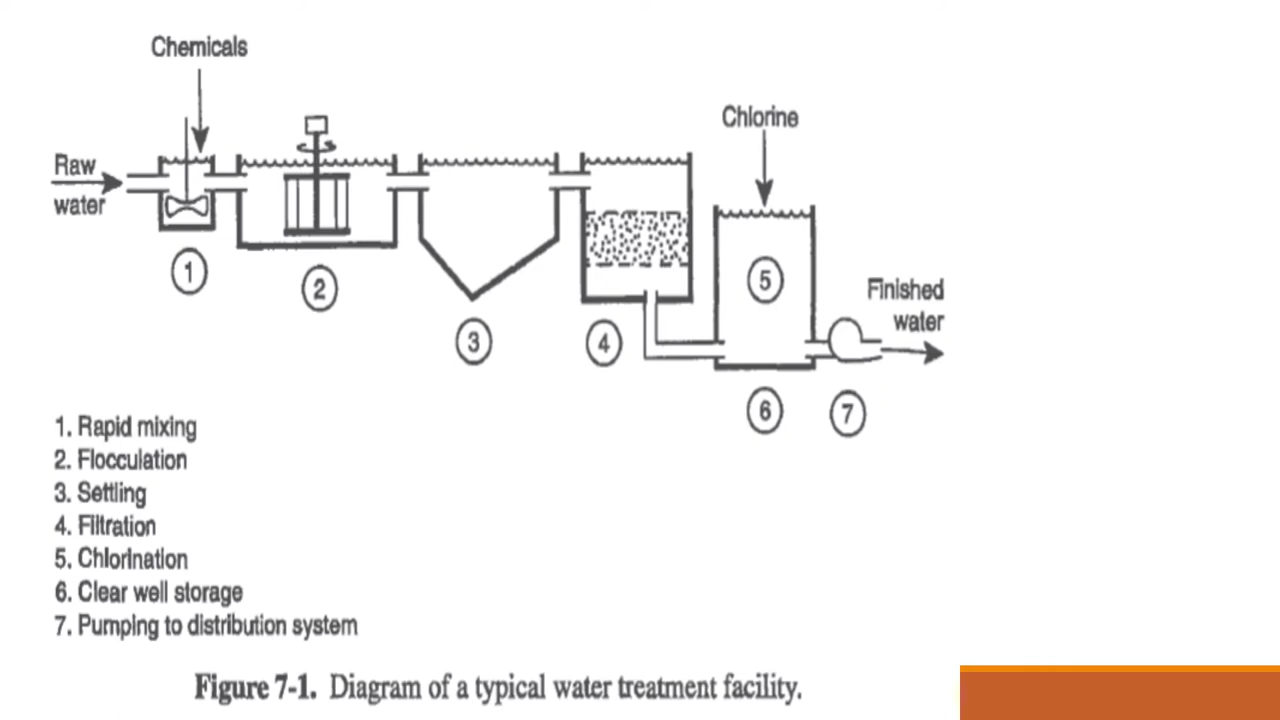 Chemicals
Chlorine
Raw
water
1
2
3
4
5
6
7
Finished
water
1. Rapid mixing
2. Flocculation
3. Settling
4. Filtration
5. Chlorination
6. Clear well storage
7. Pumping to distribution system
Figure 7-1. Diagram of a typical water treatment facility.